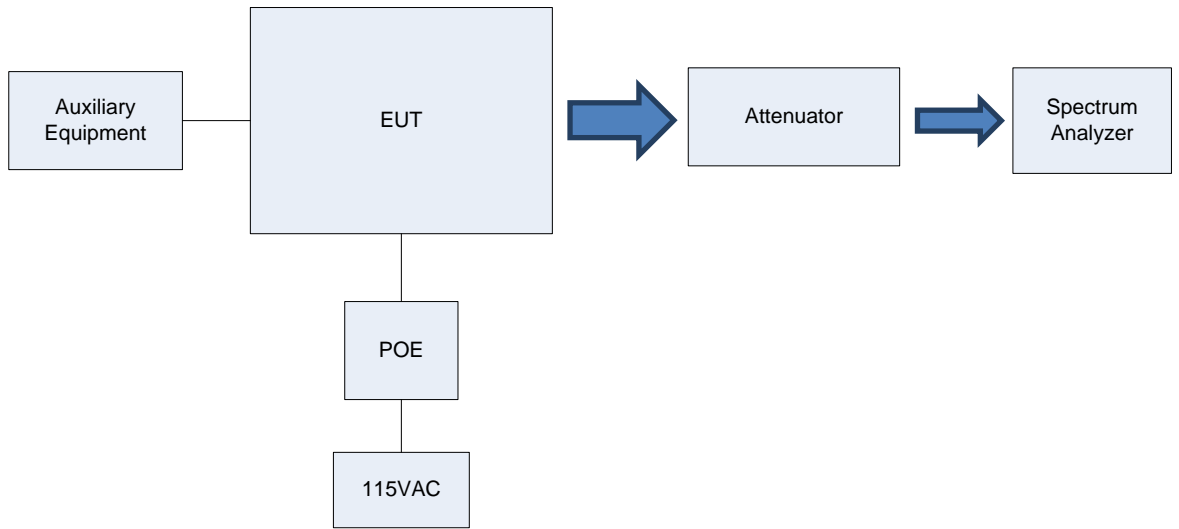 Auxiliary
Equipment
EUT
Attenuator
Spectrum
Analyzer
POE
115VAC